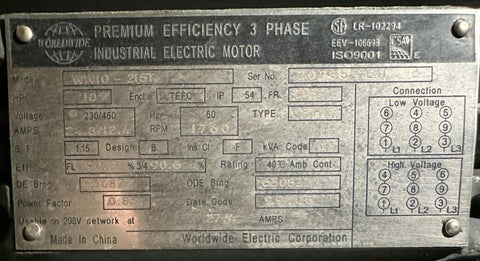 WORLDWIDE
PREMIUM EFFICIENCY 3 PHASE
INDUSTRIAL ELECTRIC MOTOR
LR-102294
EEV-106698
ISO9001
Model Ser No.
HP 10 Encl TEFC IP 54 FR
Voltage 230/460 Hz 60 TYPE
AMPS RPM 1760
S F 1.15 Design B Ins Cl F kVA Code
Eff FL % 3/4 Rating 40°C Amb Cont
DE Brng ODE Brng
Power Factor Date Code
Usable on 208V network at AMPS
Made In China Worldwide Electric Corporation
Connection
Low Voltage
6 4 5
7 8 9
1 2 3
L1 L2 L3
High Voltage
4 5 6
7 8 9
1 2 3
L1 L2 L3